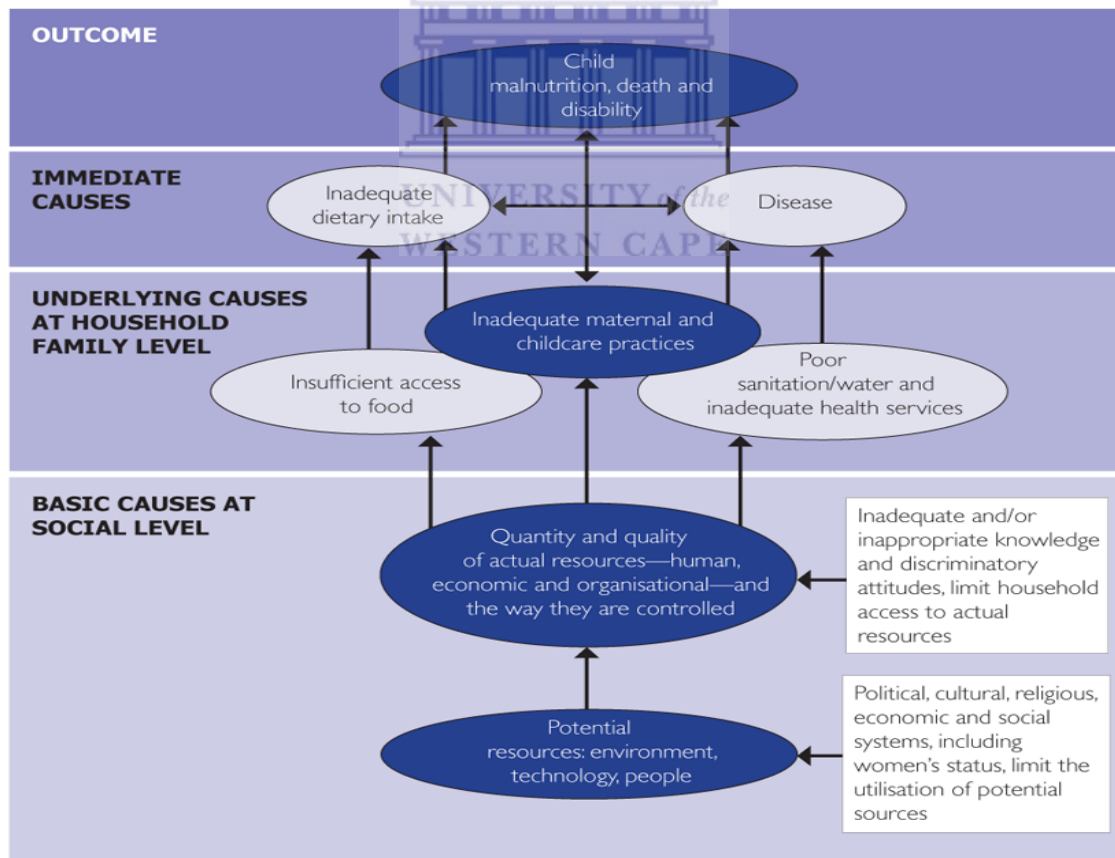 OUTCOME
Child
malnutrition, death and
disability
IMMEDIATE
CAUSES
Inadequate
dietary intake
Disease
UNIVERSITY of the
WESTERN CAPE
UNDERLYING CAUSES
AT HOUSEHOLD
FAMILY LEVEL
Inadequate maternal and
childcare practices
Insufficient access
to food
Poor
sanitation/water and
inadequate health services
BASIC CAUSES AT
SOCIAL LEVEL
Quantity and quality
of actual resources—human,
economic and organisational—and
the way they are controlled
Inadequate and/or
inappropriate knowledge
and discriminatory
attitudes, limit household
access to actual
resources
Potential
resources: environment,
technology, people
Political, cultural, religious,
economic and social
systems, including
women's status, limit the
utilisation of potential
sources